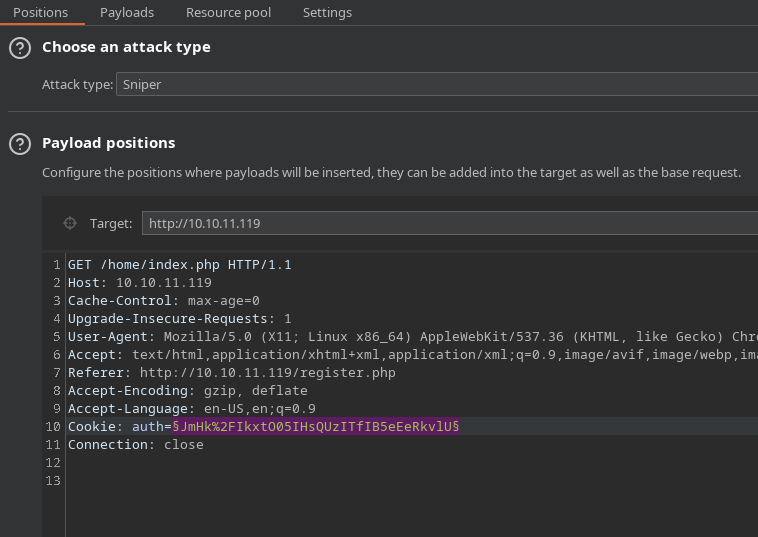 Positions Payloads Resource pool Settings
Choose an attack type
Attack type: Sniper
Payload positions
Configure the positions where payloads will be inserted, they can be added into the target as well as the base request.
Target: http://10.10.11.119
1 GET /home/index.php HTTP/1.1
2 Host: 10.10.11.119
3 Cache-Control: max-age=0
4 Upgrade-Insecure-Requests: 1
5 User-Agent: Mozilla/5.0 (X11; Linux x86_64) AppleWebKit/537.36 (KHTML, like Gecko) Chr
6 Accept: text/html,application/xhtml+xml,application/xml;q=0.9,image/avif,image/webp,ima
7 Referer: http://10.10.11.119/register.php
8 Accept-Encoding: gzip, deflate
9 Accept-Language: en-US,en;q=0.9
10 Cookie: auth=§JmHk%2FIkxtO05IHsQUzITfIB5eEeRkvlU§
11 Connection: close
12
13